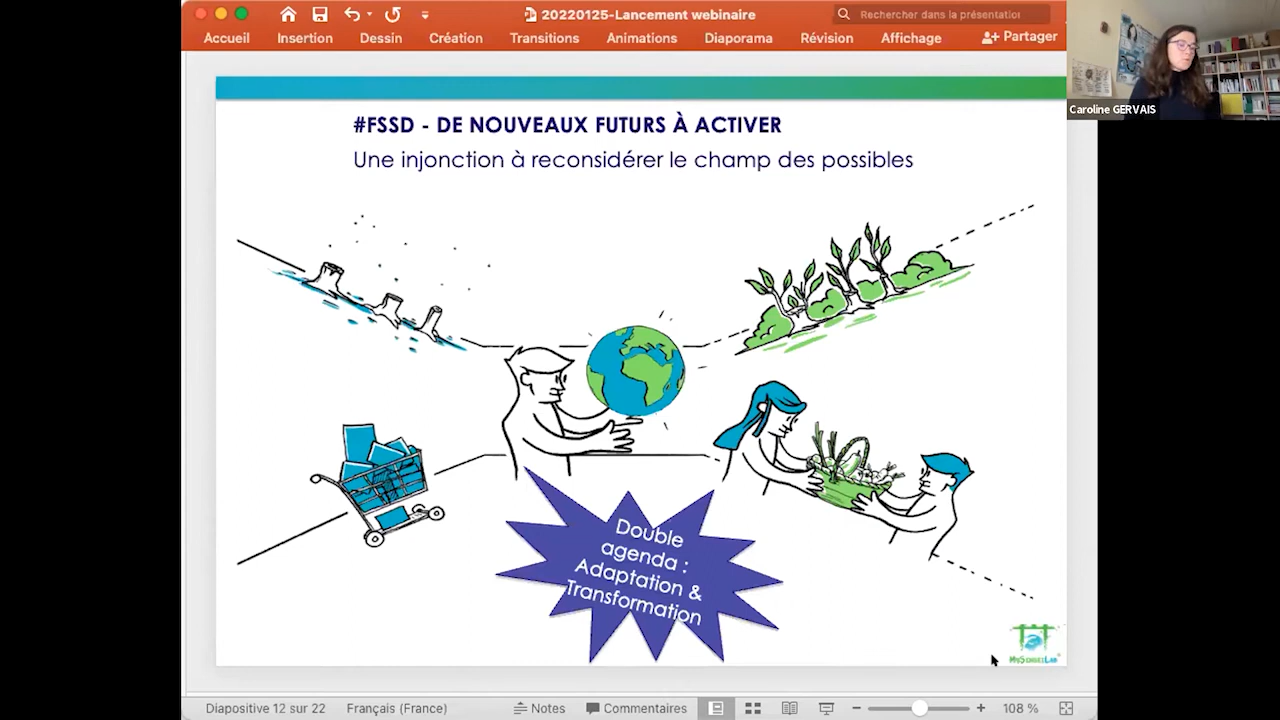 20220125-Lancement webinaire
Rechercher dans la présentation
Accueil
Insertion
Dessin
Création
Transitions
Animations
Diaporama
Révision
Affichage
Partager
Caroline GERVAIS
#FSSD - DE NOUVEAUX FUTURS À ACTIVER
Une injonction à reconsidérer le champ des possibles
Double
agenda :
Adaptation &
Transformation
Diapositive 12 sur 22
Français (France)
Notes
Commentaires
108 %